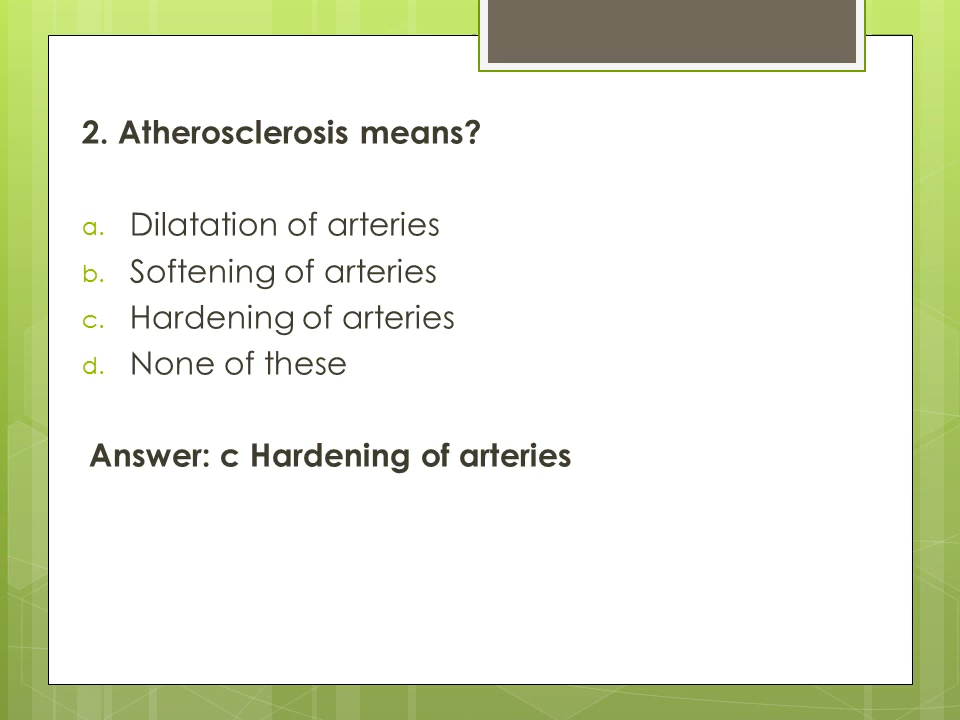 2. Atherosclerosis means?
a. Dilatation of arteries
b. Softening of arteries
c. Hardening of arteries
d. None of these
Answer: c Hardening of arteries